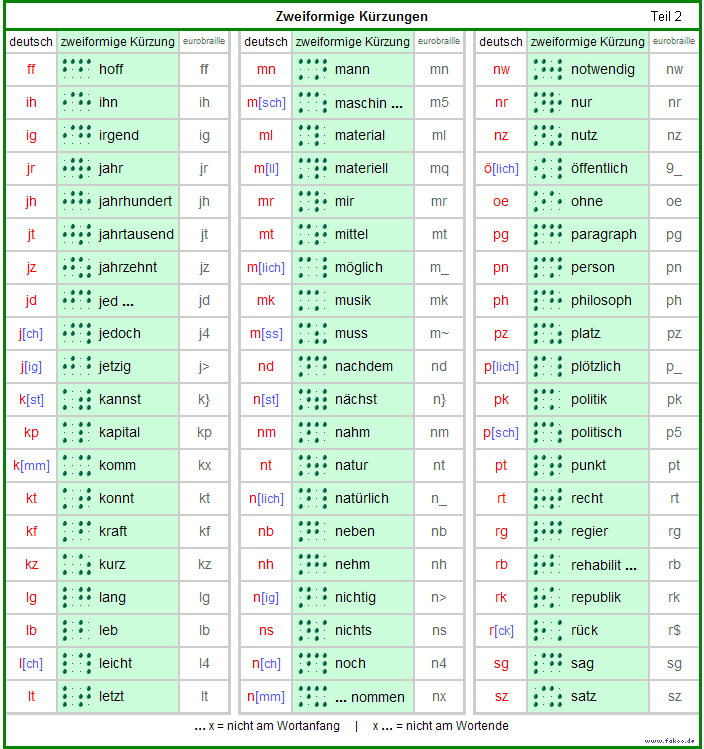 Zweiformige Kürzungen Teil 2
deutsch zweiformige Kürzung eurobraille deutsch zweiformige Kürzung eurobraille deutsch zweiformige Kürzung eurobraille
ff hoff ff mn mann mn nw notwendig nw
ih ihn ih m[sch] maschin ... m5 nr nur nr
ig irgend ig ml material ml nz nutz nz
jr jahr jr m[ll] materiell mq ö[lich] öffentlich 9_
jh jahrhundert jh mr mir mr oe ohne oe
jt jahrtausend jt mt mittel mt pg paragraph pg
jz jahrzehnt jz m[lich] möglich m_ pn person pn
jd jed ... jd mk musik mk ph philosoph ph
j[ch] jedoch j4 m[ss] muss m~ pz platz pz
j[ig] jetzig j> nd nachdem nd p[lich] plötzlich p_
k[st] kannst k} n[st] nächst n} pk politik pk
kp kapital kp nm nahm nm p[sch] politisch p5
k[mm] komm kx nt natur nt pt punkt pt
kt konnt kt n[lich] natürlich n_ rt recht rt
kf kraft kf nb neben nb rg regier rg
kz kurz kz nh nehm nh rb rehabilit ... rb
lg lang lg n[ig] nichtig n> rk republik rk
lb leb lb ns nichts ns r[ck] rück r$
l[ch] leicht l4 n[ch] noch n4 sg sag sg
lt letzt lt n[mm] ... nommen nx sz satz sz
... x = nicht am Wortanfang | x ... = nicht am Wortende
www.fakoo.de